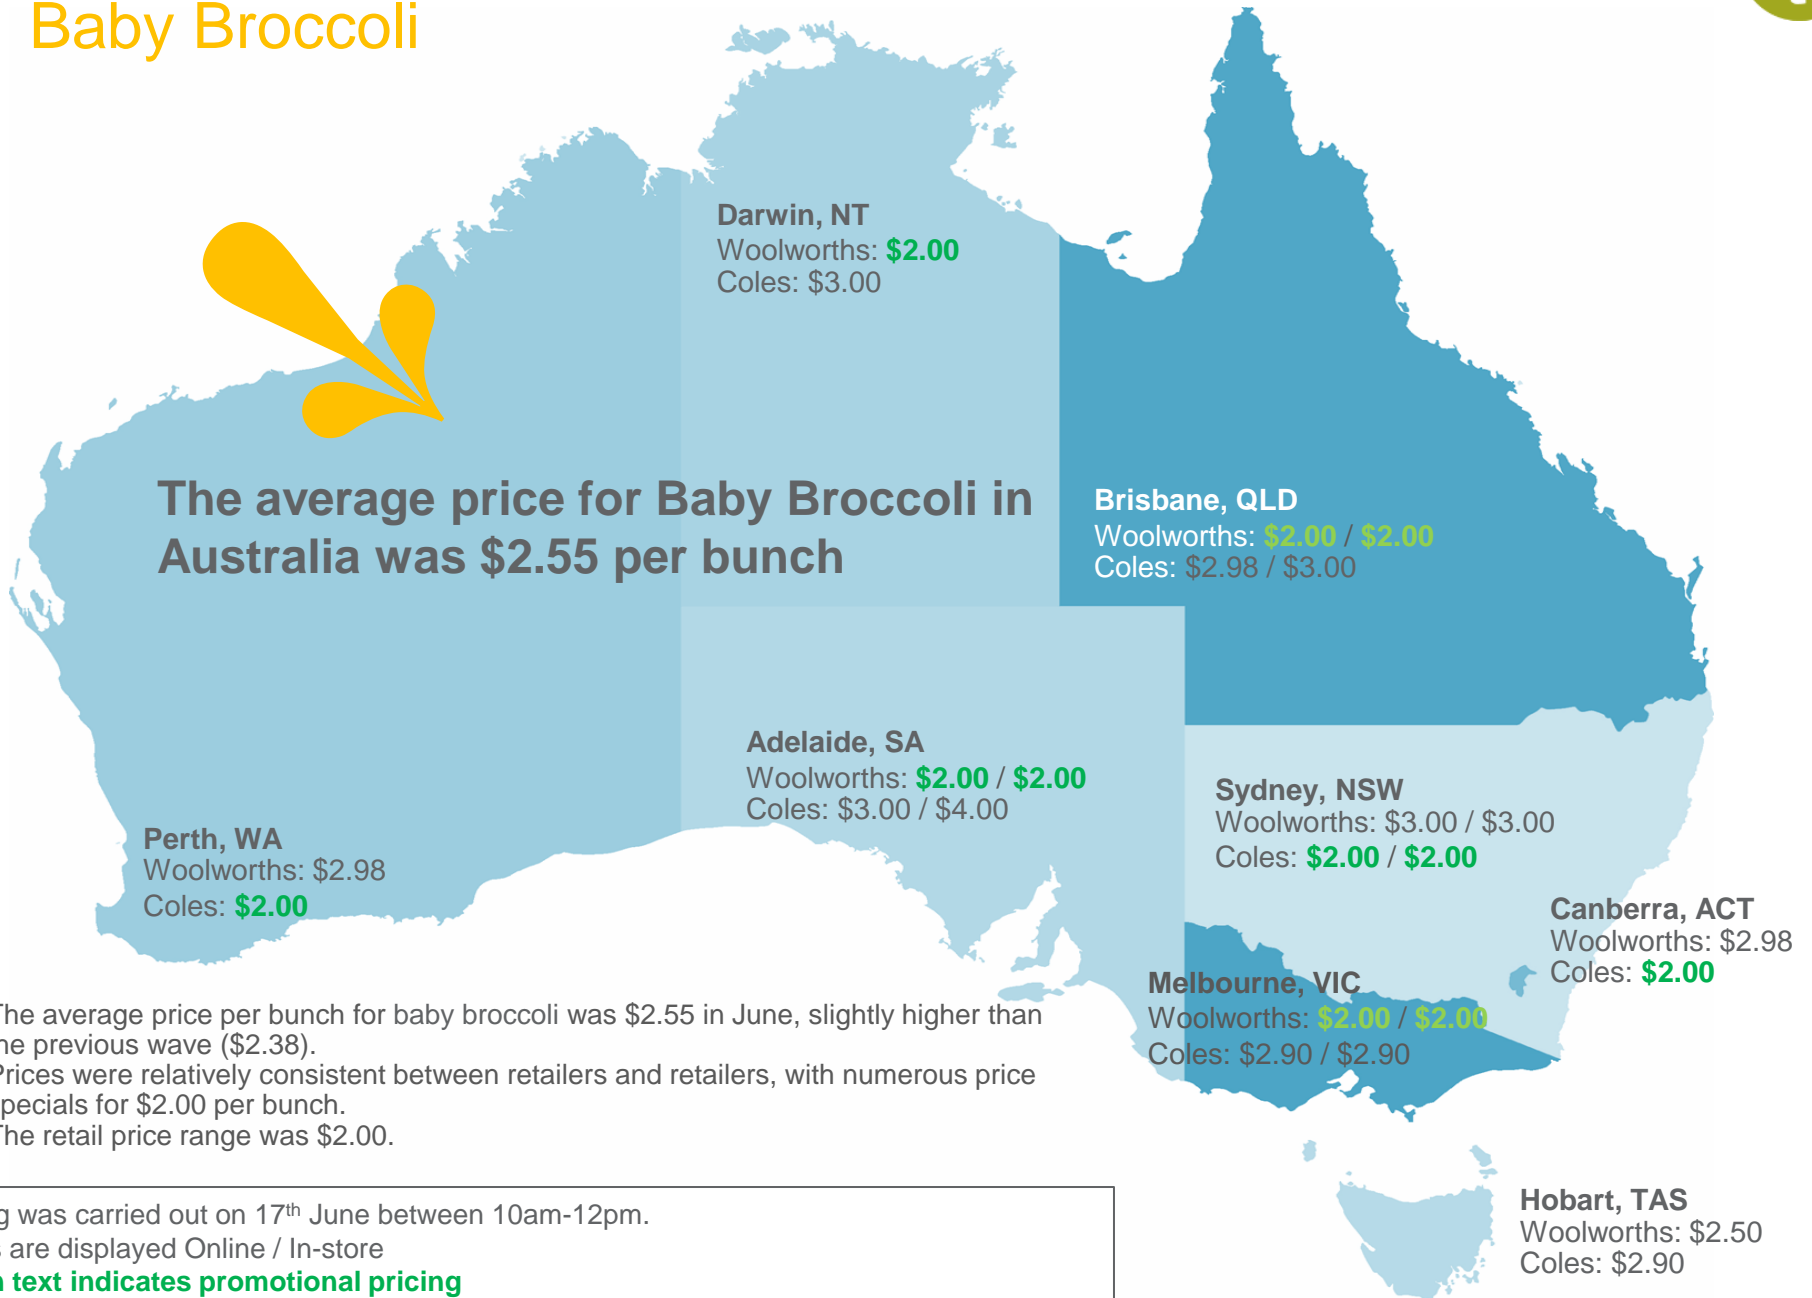 Baby Broccoli
Darwin, NT
Woolworths: $2.00
Coles: $3.00
The average price for Baby Broccoli in
Australia was $2.55 per bunch
Brisbane, QLD
Woolworths: $2.00 / $2.00
Coles: $2.98 / $3.00
Adelaide, SA
Woolworths: $2.00 / $2.00
Coles: $3.00 / $4.00
Sydney, NSW
Woolworths: $3.00 / $3.00
Coles: $2.00 / $2.00
Perth, WA
Woolworths: $2.98
Coles: $2.00
Canberra, ACT
Woolworths: $2.98
Coles: $2.00
Melbourne, VIC
Woolworths: $2.00 / $2.00
Coles: $2.90 / $2.90
The average price per bunch for baby broccoli was $2.55 in June, slightly higher than
he previous wave ($2.38).
Prices were relatively consistent between retailers and retailers, with numerous price
pecials for $2.00 per bunch.
The retail price range was $2.00.
g was carried out on 17th June between 10am-12pm.
s are displayed Online / In-store
n text indicates promotional pricing
Hobart, TAS
Woolworths: $2.50
Coles: $2.90